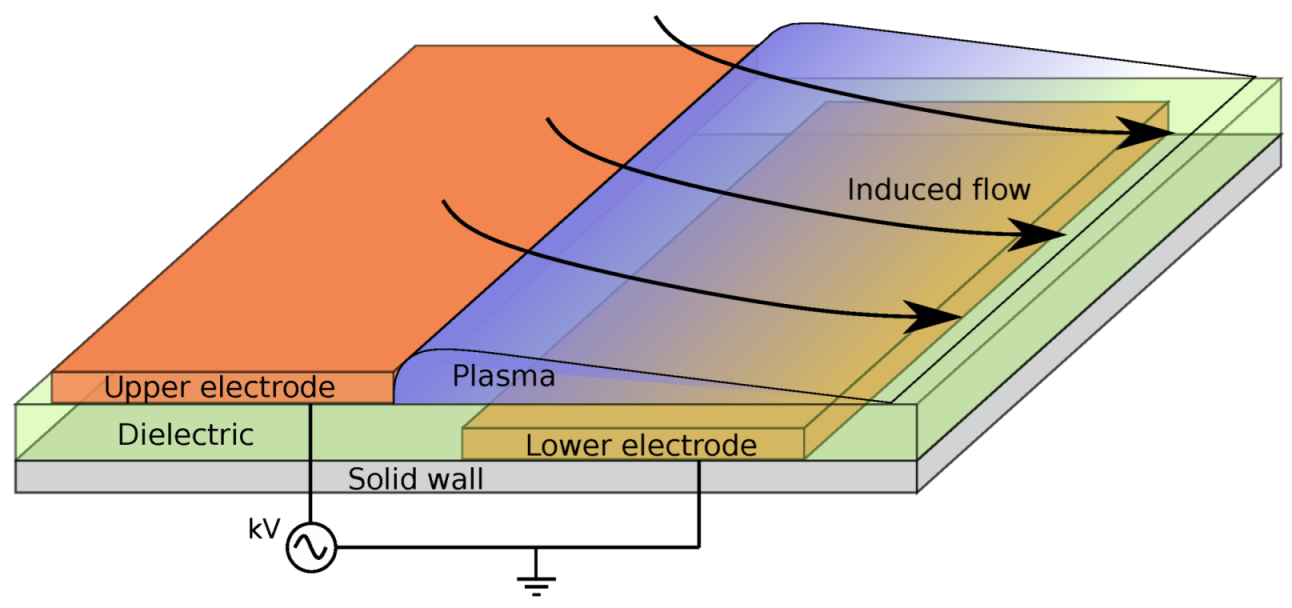 Induced flow
Plasma
Upper electrode
Dielectric
Lower electrode
Solid wall
kV